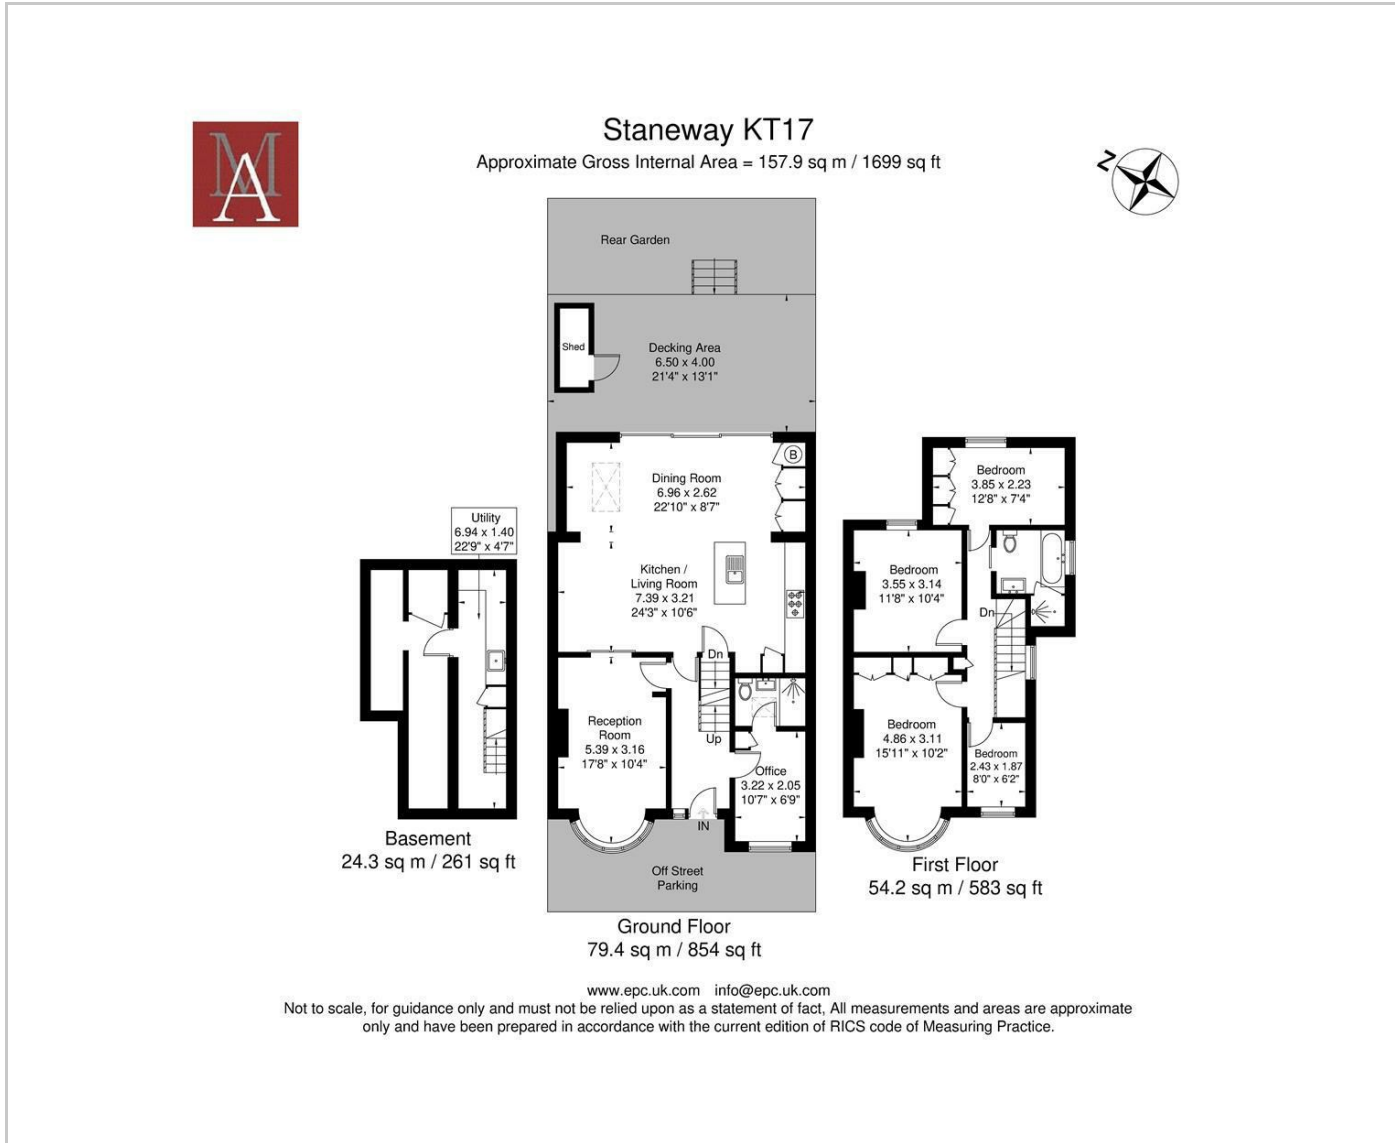 MA
Staneway KT17
Approximate Gross Internal Area = 157.9 sq m / 1699 sq ft
N
Rear Garden
Shed
Decking Area
6.50 x 4.00
21'4" x 13'1"
B
Dining Room
6.96 x 2.62
22'10" x 8'7"
Kitchen /
Living Room
7.39 x 3.21
24'3" x 10'6"
Dn
Reception
Room
5.39 x 3.16
17'8" x 10'4"
Up
Office
3.22 x 2.05
10'7" x 6'9"
IN
Off Street
Parking
Ground Floor
79.4 sq m / 854 sq ft
Utility
6.94 x 1.40
22'9" x 4'7"
Basement
24.3 sq m / 261 sq ft
Bedroom
3.85 x 2.23
12'8" x 7'4"
Bedroom
3.55 x 3.14
11'8" x 10'4"
Dn
Bedroom
4.86 x 3.11
15'11" x 10'2"
Bedroom
2.43 x 1.87
8'0" x 6'2"
First Floor
54.2 sq m / 583 sq ft
www.epc.uk.com info@epc.uk.com
Not to scale, for guidance only and must not be relied upon as a statement of fact, All measurements and areas are approximate
only and have been prepared in accordance with the current edition of RICS code of Measuring Practice.